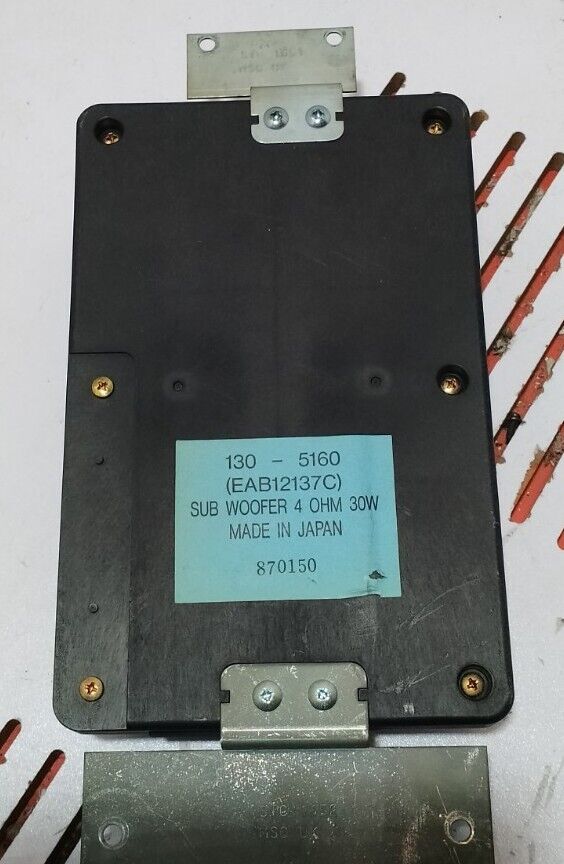 130 - 5160
(EAB12137C)
SUB WOOFER 4 OHM 30W
MADE IN JAPAN
870150